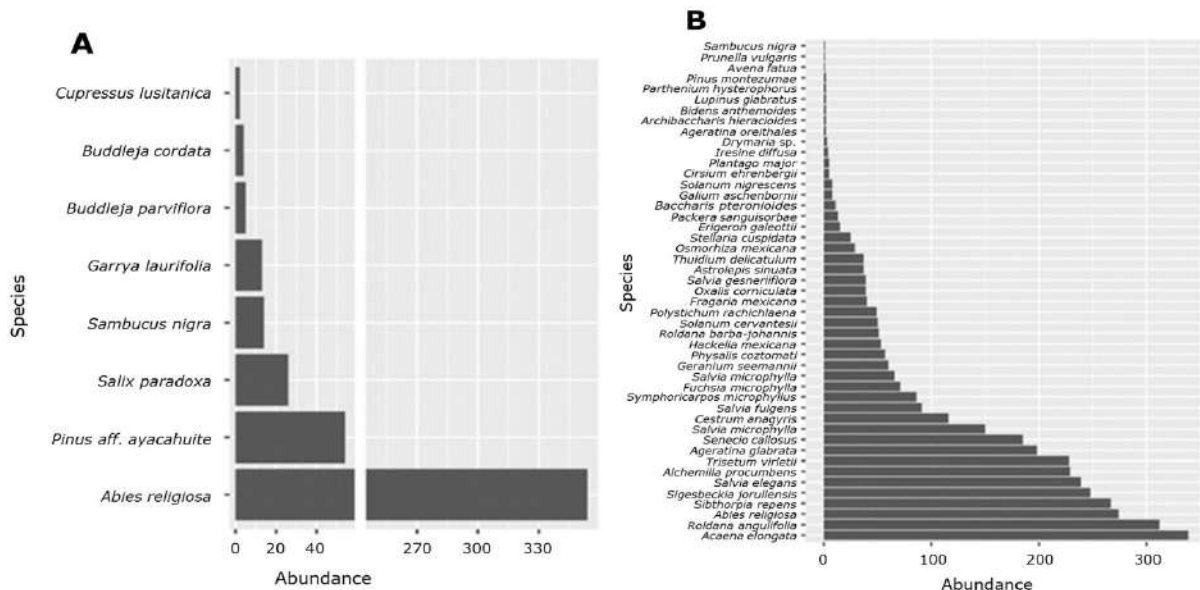 A
Species
Cupressus lusitanica
Buddleja cordata
Buddleja parviflora
Garrya laurifolia
Sambucus nigra
Salix paradoxa
Pinus aff. ayacahuite
Abies religiosa
0 20 40 270 300 330
Abundance
B
Species
Sambucus nigra
Prunella vulgaris
Avena fatua
Pinus montezumae
Parthenium hysterophorus
Lupinus glabratus
Bidens anthemoides
Archibaccharis hieracioides
Ageratina oreithales
Drymaria sp.
Iresine diffusa
Plantago major
Cirsium ehrenbergii
Solanum nigrescens
Galium aschenbornii
Baccharis pteronioides
Packera sanguisorbae
Erigeron galeottii
Stellaria cuspidata
Osmorhiza mexicana
Thuidium delicatulum
Astrolepis sinuata
Salvia gesneriiflora
Oxalis corniculata
Fragaria mexicana
Polystichum rachichlaena
Solanum cervantesii
Roldana barba-johannis
Hackelia mexicana
Physalis coztomatl
Geranium seemannii
Salvia microphylla
Fuchsia microphylla
Symphoricarpos microphyllus
Salvia fulgens
Cestrum anagyris
Salvia microphylla
Senecio callosus
Ageratina glabrata
Trisetum virletii
Alchemilla procumbens
Salvia elegans
Sigesbeckia jorullensis
Sibthorpia repens
Abies religiosa
Roldana angulifolia
Acaena elongata
0 100 200 300
Abundance